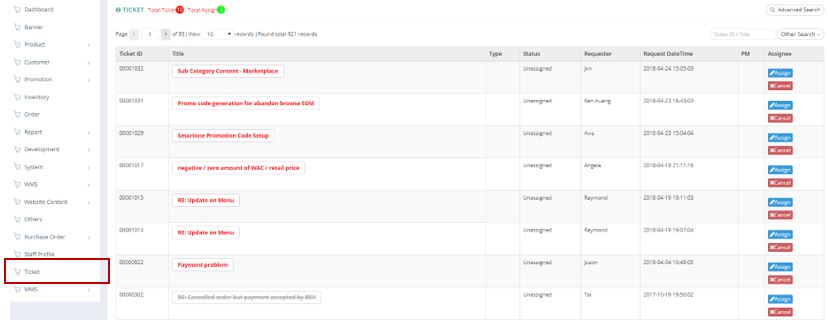 Dashboard
Banner
Product
Customer
Promotion
Inventory
Order
Report
Development
System
WMS
Website Content
Others
Purchase Order
Staff Profile
Ticket
MMS
TICKET Total Ticket 10 Total Assign
Advanced Search
Page 1 of 93 | View 10 records | Found total 921 records
Ticket ID / Title Other Search
Ticket ID Title Type Status Requester Request DateTime PM Assignee
00001032 Sub Category Content - Marketplace Unassigned Jim 2018-04-24 15:05:03 Assign
Cancel
00001031 Promo code generation for abandon browse EDM Unassigned Ken.huang 2018-04-23 16:43:03 Assign
Cancel
00001029 Smartone Promotion Code Setup Unassigned Avis 2018-04-23 15:04:04 Assign
Cancel
00001017 negative / zero amount of WAC / retail price Unassigned Angela 2018-04-19 21:11:16 Assign
Cancel
00001015 RE: Update on Menu Unassigned Raymond 2018-04-19 19:11:03 Assign
Cancel
00001014 RE: Update on Menu Unassigned Raymond 2018-04-19 19:07:04 Assign
Cancel
00000922 Payment problem Unassigned Justin 2018-04-04 10:49:05 Assign
Cancel
00000302 RE: Cancelled order but payment accepted by BEA Unassigned Tai 2017-10-19 18:50:02 Assign
Cancel